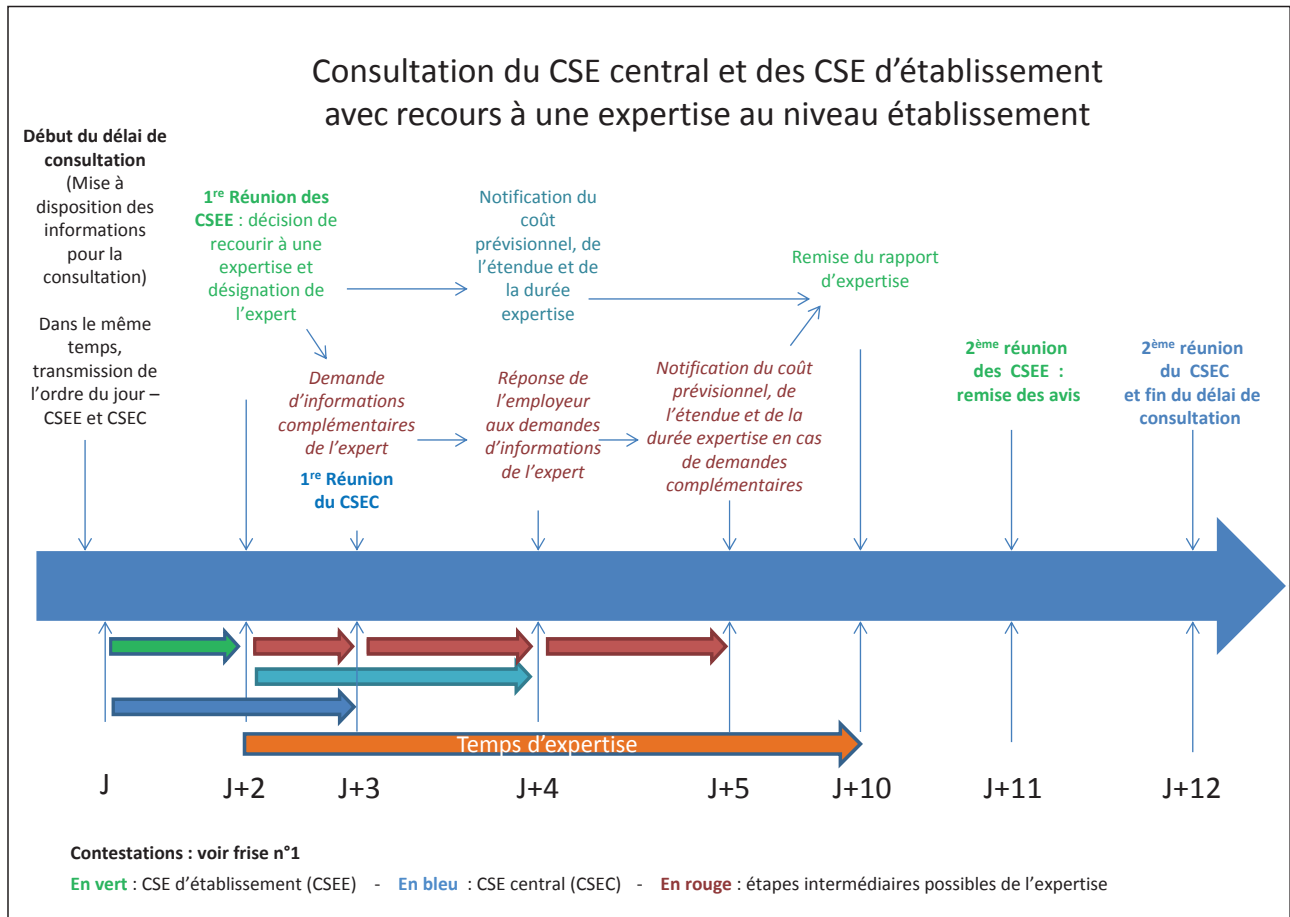 Consultation du CSE central et des CSE d'établissement
avec recours à une expertise au niveau établissement
Début du délai de
consultation
(Mise à
disposition des
informations
pour la
consultation)
Dans le même
temps,
transmission de
l'ordre du jour –
CSEE et CSEC
1re Réunion des
CSEE : décision de
recourir à une
expertise et
désignation de
l'expert
Notification du
coût
prévisionnel, de
l'étendue et de
la durée
expertise
Remise du rapport
d'expertise
Demande
d'informations
complémentaires
de l'expert
1re Réunion
du CSEC
Réponse de
l'employeur
aux demandes
d'informations
de l'expert
Notification du coût
prévisionnel, de
l'étendue et de la
durée expertise en cas
de demandes
complémentaires
2ème réunion
des CSEE :
remise des avis
2ème réunion
du CSEC
et fin du délai de
consultation
Temps d'expertise
J
J+2
J+3
J+4
J+5
J+10
J+11
J+12
Contestations : voir frise n°1
En vert : CSE d'établissement (CSEE) - En bleu : CSE central (CSEC) - En rouge : étapes intermédiaires possibles de l'expertise